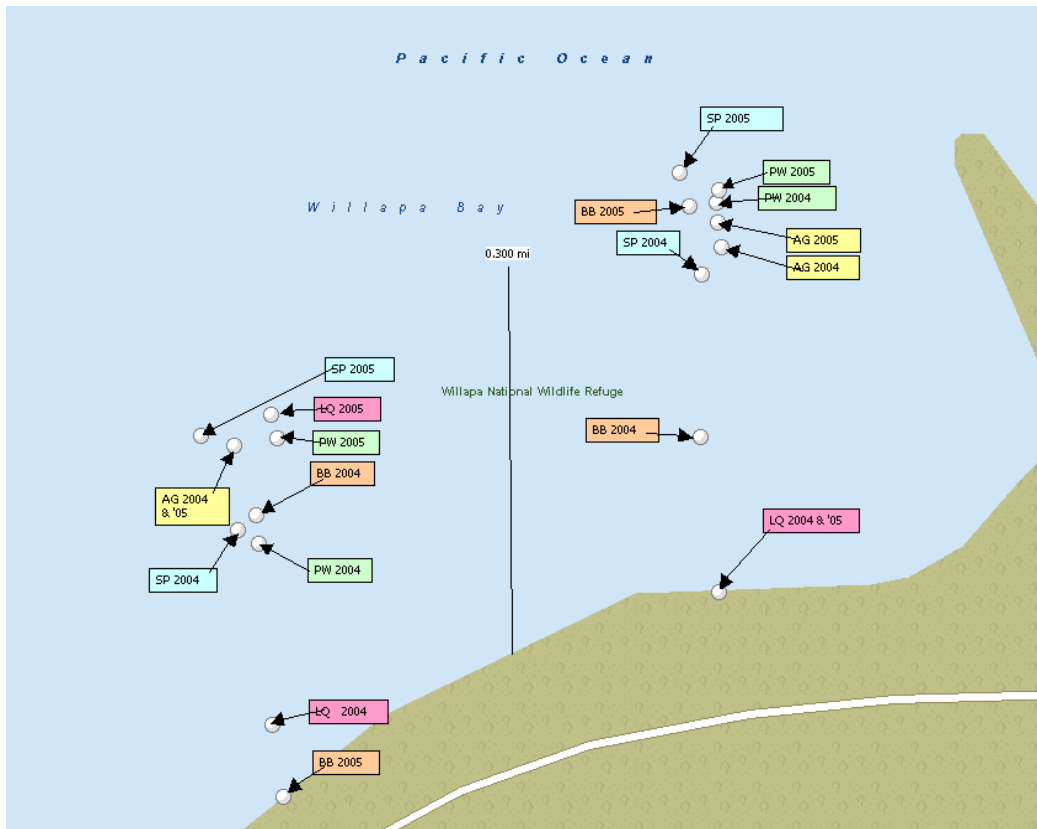 Pacific Ocean
SP 2005
PW 2005
PW 2004
Willapa Bay
BB 2005
AG 2005
SP 2004
0.300 mi
AG 2004
SP 2005
Willapa National Wildlife Refuge
LQ 2005
BB 2004
PW 2005
BB 2004
AG 2004
& '05
LQ 2004 & '05
PW 2004
SP 2004
LQ 2004
BB 2005